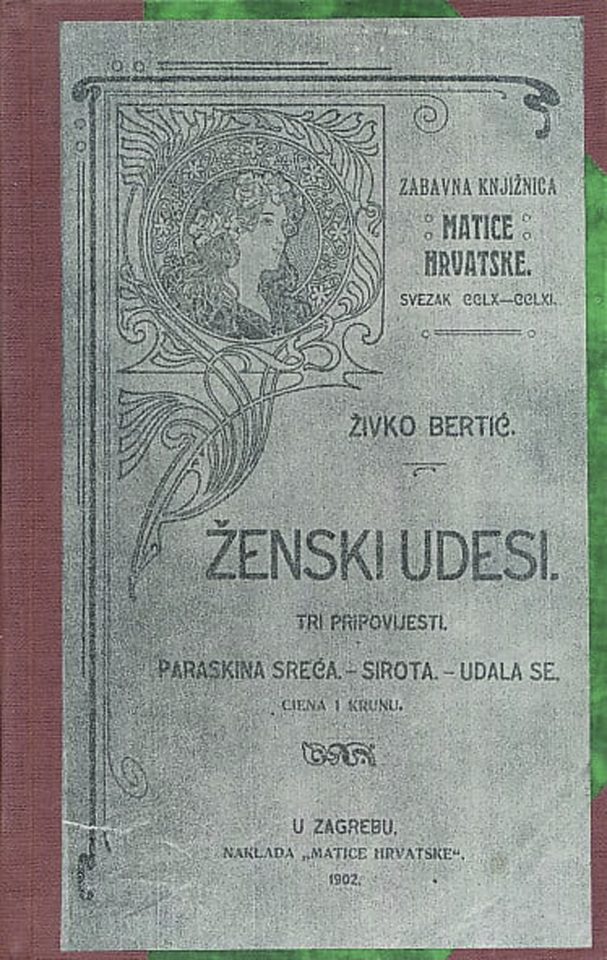 ZABAVNA KNJIŽNICA
MATICE
HRVATSKE.
SVEZAK CCLX—CCLXI.
ŽIVKO BERTIĆ.
ŽENSKI UDESI.
TRI PRIPOVIJESTI.
PARASKINA SREĆA. – SIROTA. – UDALA SE.
CIENA 1 KRUNU.
U ZAGREBU.
NAKLADA „MATICE HRVATSKE“.
1902.